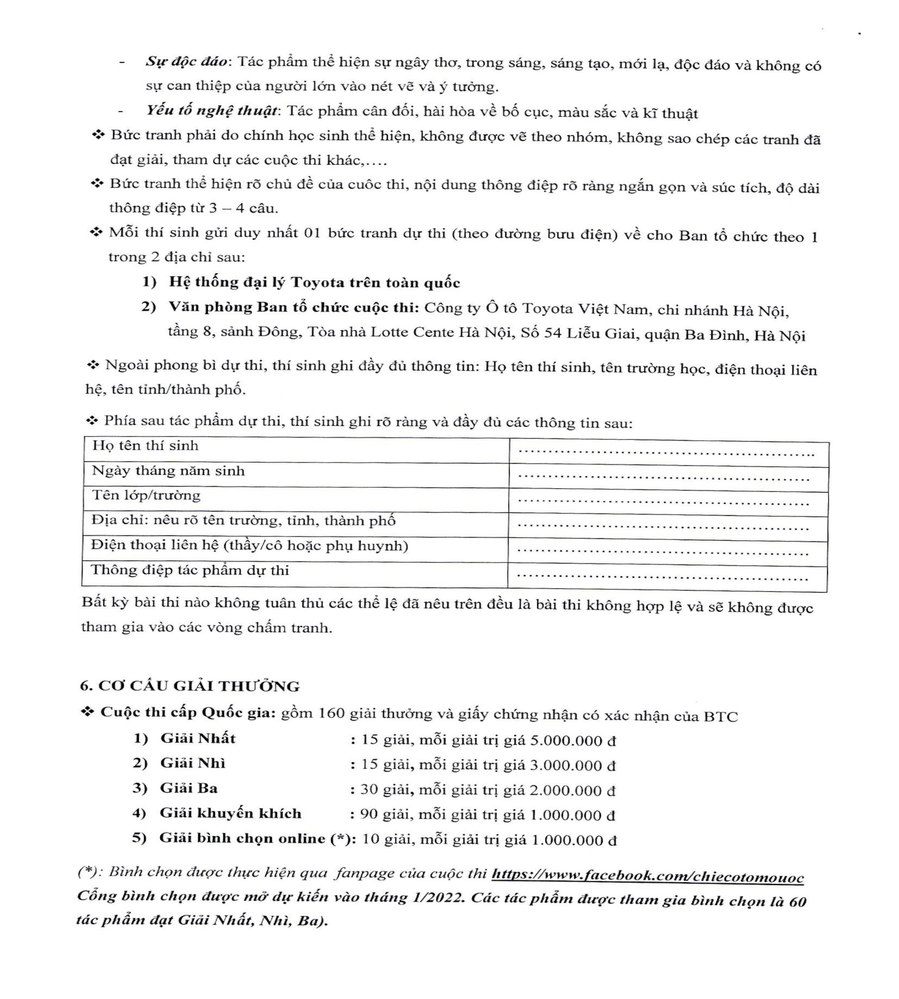 - Sự độc đáo: Tác phẩm thể hiện sự ngây thơ, trong sáng, sáng tạo, mới lạ, độc đáo và không có
sự can thiệp của người lớn vào nét vẽ và ý tưởng.
- Yếu tố nghệ thuật: Tác phẩm cân đối, hài hòa về bố cục, màu sắc và kĩ thuật
❖ Bức tranh phải do chính học sinh thể hiện, không được vẽ theo nhóm, không sao chép các tranh đã
đạt giải, tham dự các cuộc thi khác,....
❖ Bức tranh thể hiện rõ chủ đề của cuôc thi, nội dung thông điệp rõ ràng ngắn gọn và súc tích, độ dài
thông điệp từ 3 – 4 câu.
❖ Mỗi thí sinh gửi duy nhất 01 bức tranh dự thi (theo đường bưu điện) về cho Ban tổ chức theo 1
trong 2 địa chỉ sau:
1) Hệ thống đại lý Toyota trên toàn quốc
2) Văn phòng Ban tổ chức cuộc thi: Công ty Ô tô Toyota Việt Nam, chi nhánh Hà Nội,
tầng 8, sảnh Đông, Tòa nhà Lotte Cente Hà Nội, Số 54 Liễu Giai, quận Ba Đình, Hà Nội
❖ Ngoài phong bì dự thi, thí sinh ghi đầy đủ thông tin: Họ tên thí sinh, tên trường học, điện thoại liên
hệ, tên tỉnh/thành phố.
❖ Phía sau tác phẩm dự thi, thí sinh ghi rõ ràng và đầy đủ các thông tin sau:
Họ tên thí sinh ..................................................
Ngày tháng năm sinh .................................................
Tên lớp/trường .................................................
Địa chỉ: nêu rõ tên trường, tỉnh, thành phố .................................................
Điện thoại liên hệ (thầy/cô hoặc phụ huynh) .................................................
Thông điệp tác phẩm dự thi .................................................
Bất kỳ bài thi nào không tuân thủ các thể lệ đã nêu trên đều là bài thi không hợp lệ và sẽ không được
tham gia vào các vòng chấm tranh.
6. CƠ CẤU GIẢI THƯỞNG
❖ Cuộc thi cấp Quốc gia: gồm 160 giải thưởng và giấy chứng nhận có xác nhận của BTC
1) Giải Nhất : 15 giải, mỗi giải trị giá 5.000.000 đ
2) Giải Nhì : 15 giải, mỗi giải trị giá 3.000.000 đ
3) Giải Ba : 30 giải, mỗi giải trị giá 2.000.000 đ
4) Giải khuyến khích : 90 giải, mỗi giải trị giá 1.000.000 đ
5) Giải bình chọn online (*): 10 giải, mỗi giải trị giá 1.000.000 đ
(*): Bình chọn được thực hiện qua fanpage của cuộc thi https://www.facebook.com/chiecotomouoc
Cổng bình chọn được mở dự kiến vào tháng 1/2022. Các tác phẩm được tham gia bình chọn là 60
tác phẩm đạt Giải Nhất, Nhì, Ba).